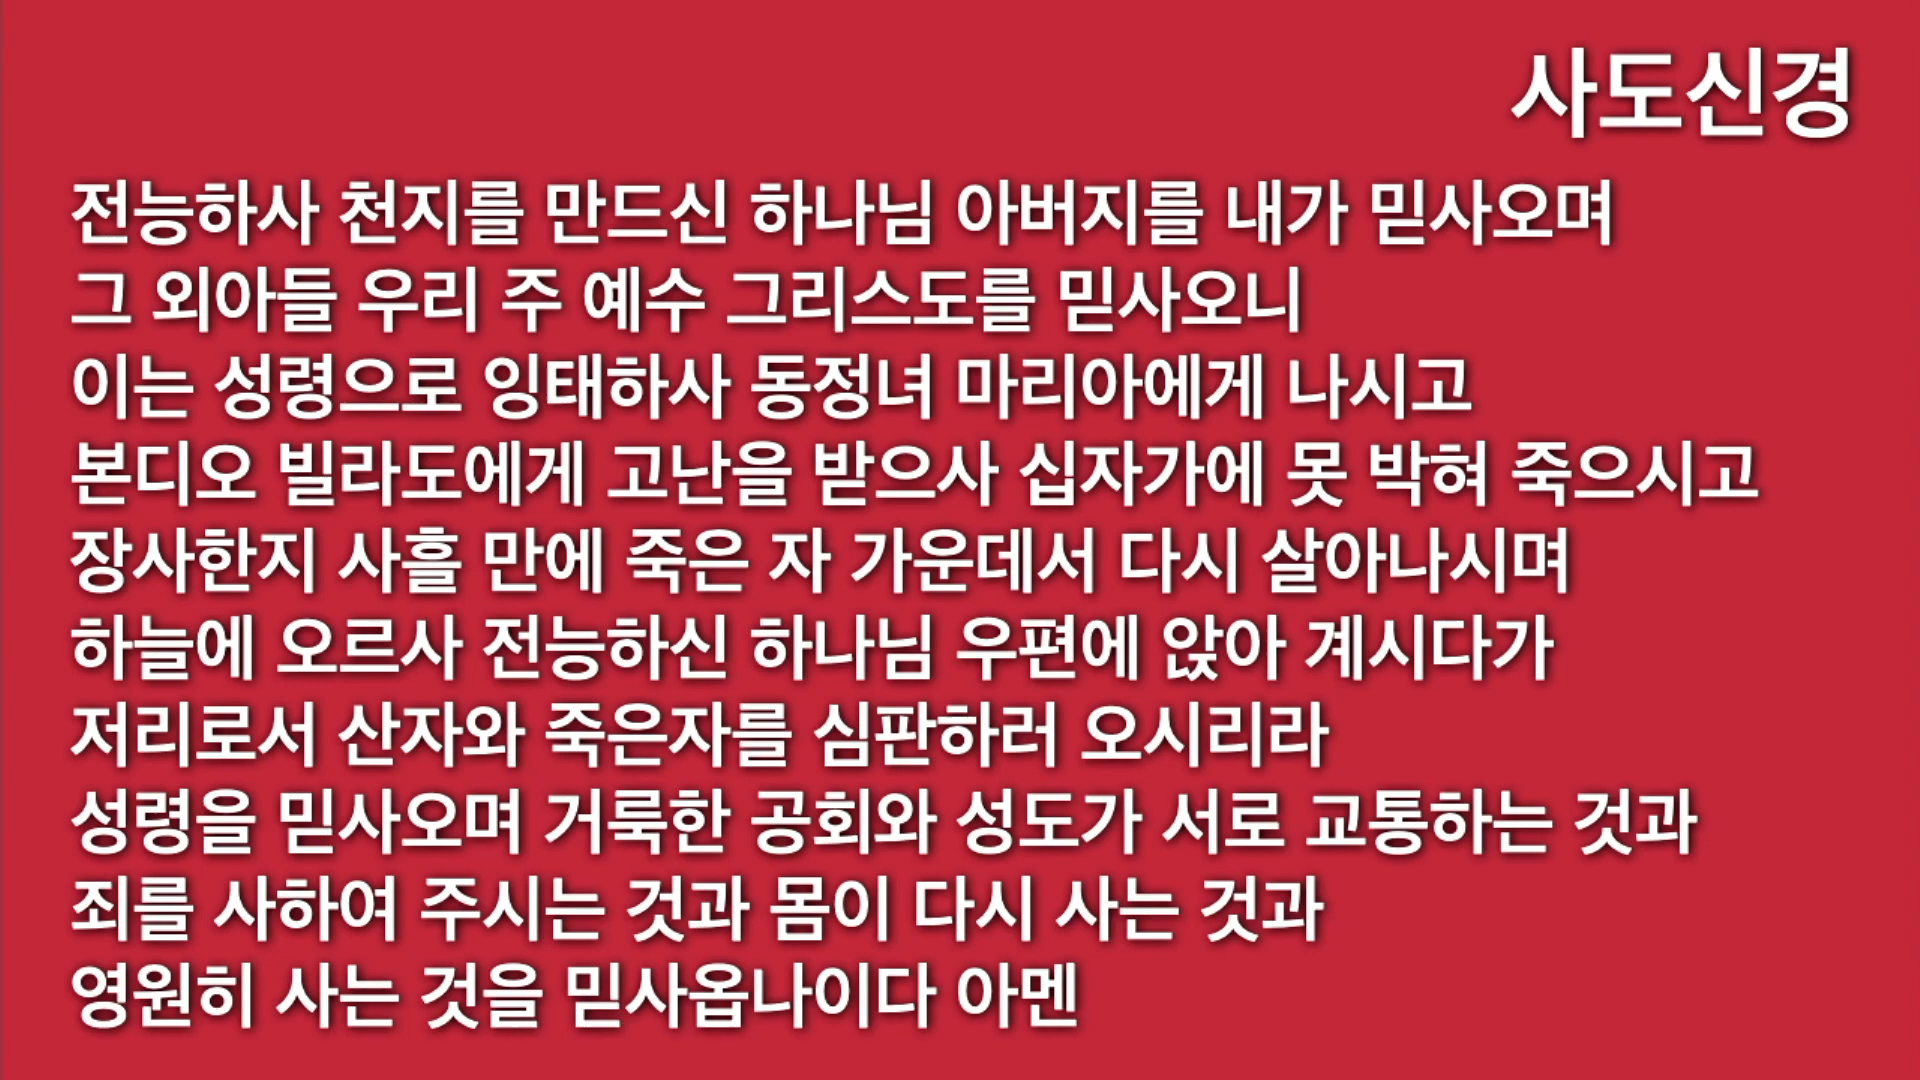 사도신경
전능하사 천지를 만드신 하나님 아버지를 내가 믿사오며
그 외아들 우리 주 예수 그리스도를 믿사오니
이는 성령으로 잉태하사 동정녀 마리아에게 나시고
본디오 빌라도에게 고난을 받으사 십자가에 못 박혀 죽으시고
장사한지 사흘 만에 죽은 자 가운데서 다시 살아나시며
하늘에 오르사 전능하신 하나님 우편에 앉아 계시다가
저리로서 산자와 죽은자를 심판하러 오시리라
성령을 믿사오며 거룩한 공회와 성도가 서로 교통하는 것과
죄를 사하여 주시는 것과 몸이 다시 사는 것과
영원히 사는 것을 믿사옵나이다 아멘